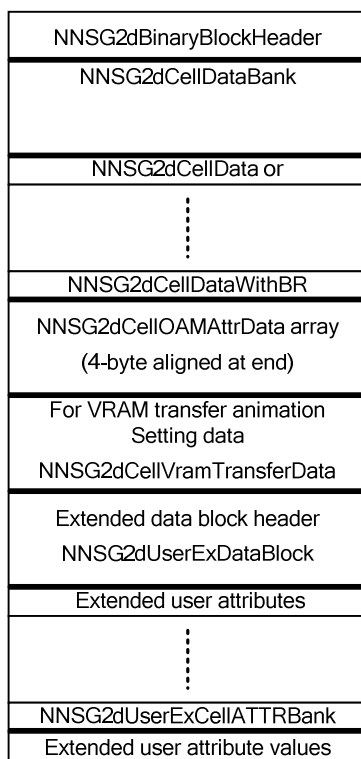 NNSG2dBinaryBlockHeader
NNSG2dCellDataBank
NNSG2dCellData or
NNSG2dCellDataWithBR
NNSG2dCellOAMAttrData array
(4-byte aligned at end)
For VRAM transfer animation
Setting data
NNSG2dCellVramTransferData
Extended data block header
NNSG2dUserExDataBlock
Extended user attributes
NNSG2dUserExCellATTRBank
Extended user attribute values